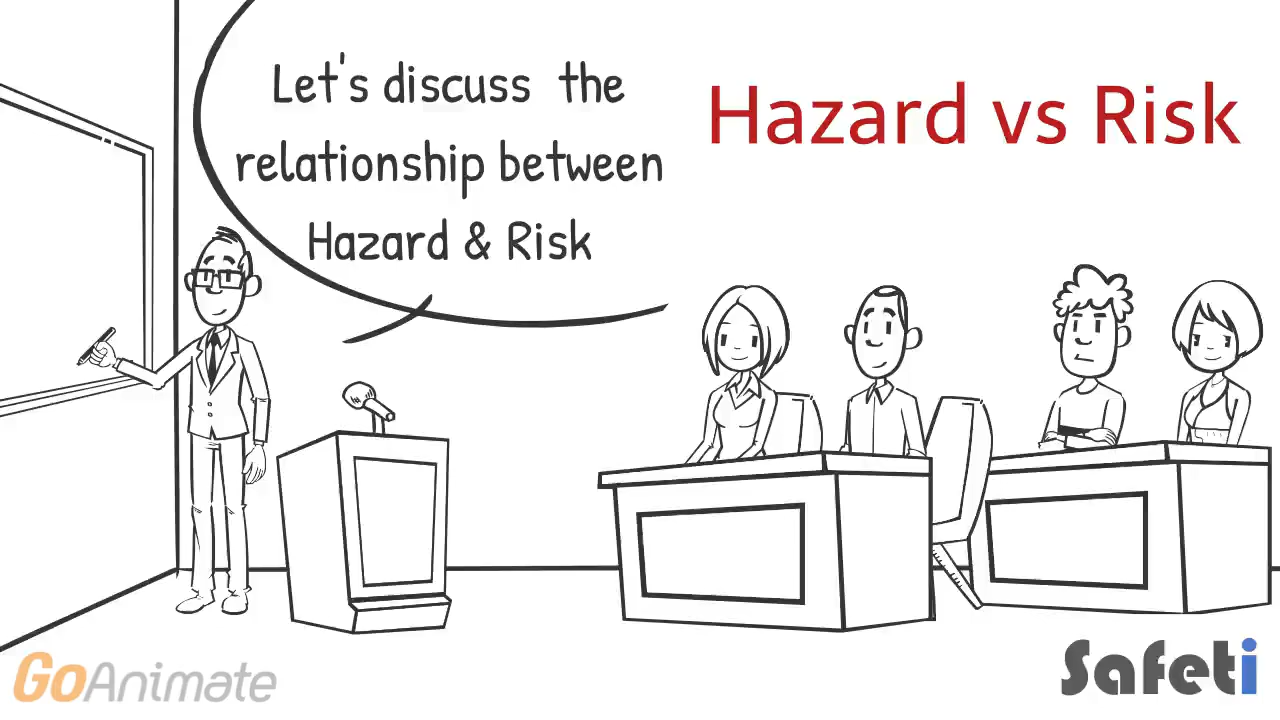 Let's discuss the
relationship between
Hazard & Risk
Hazard vs Risk
GoAnimate
Safeti